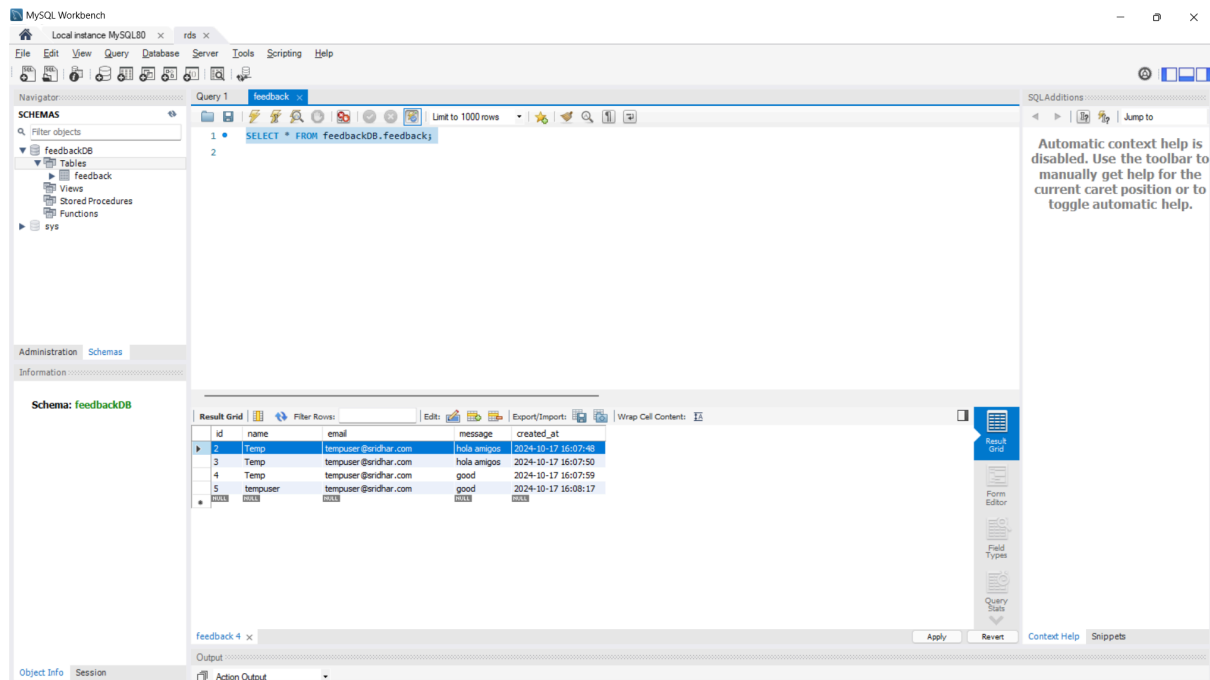 MySQL Workbench
Local instance MySQL80 × rds ×
File Edit View Query Database Server Tools Scripting Help
Navigator
SCHEMAS
Filter objects
feedbackDB
Tables
feedback
Views
Stored Procedures
Functions
sys
Administration Schemas
Information
Schema: feedbackDB
Object Info Session
Query 1 feedback ×
Limit to 1000 rows
1 SELECT * FROM feedbackDB.feedback;
2
Result Grid Filter Rows: Edit: Export/Import: Wrap Cell Content:
id name email message created_at
2 Temp tempuser@sridhar.com hola amigos 2024-10-17 16:07:48
3 Temp tempuser@sridhar.com hola amigos 2024-10-17 16:07:50
4 Temp tempuser@sridhar.com good 2024-10-17 16:07:59
5 tempuser tempuser@sridhar.com good 2024-10-17 16:08:17
NULL NULL NULL NULL NULL
Result
Grid
Form
Editor
Field
Types
Query
Stats
feedback 4 × Apply Revert
Output
Action Output
SQLAdditions
Jump to
Automatic context help is
disabled. Use the toolbar to
manually get help for the
current caret position or to
toggle automatic help.
Context Help Snippets